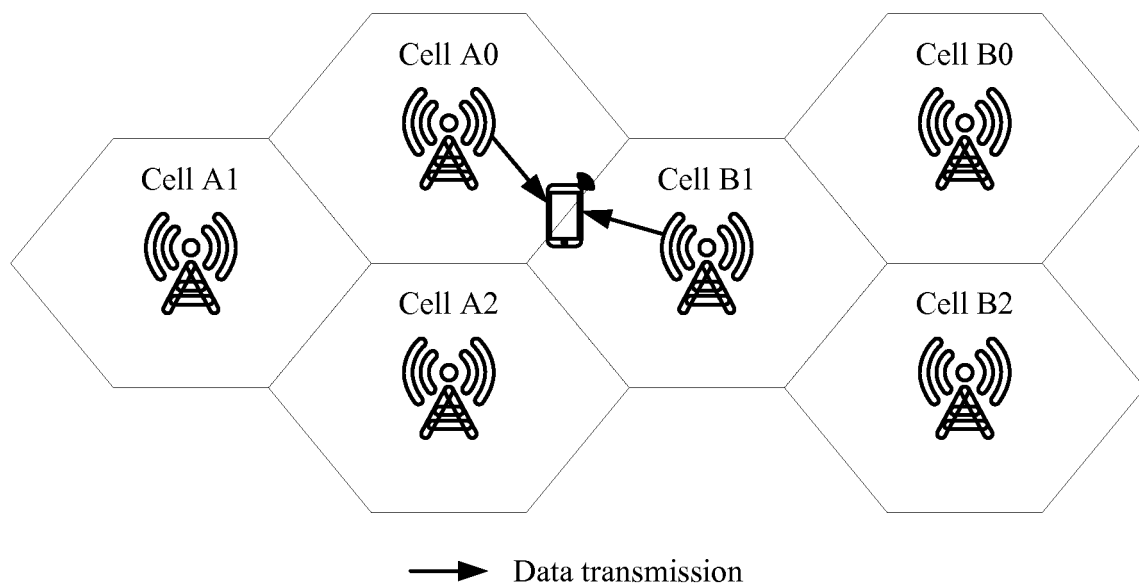 Cell A0
Cell B0
Cell A1
Cell B1
Cell A2
Cell B2
Data transmission